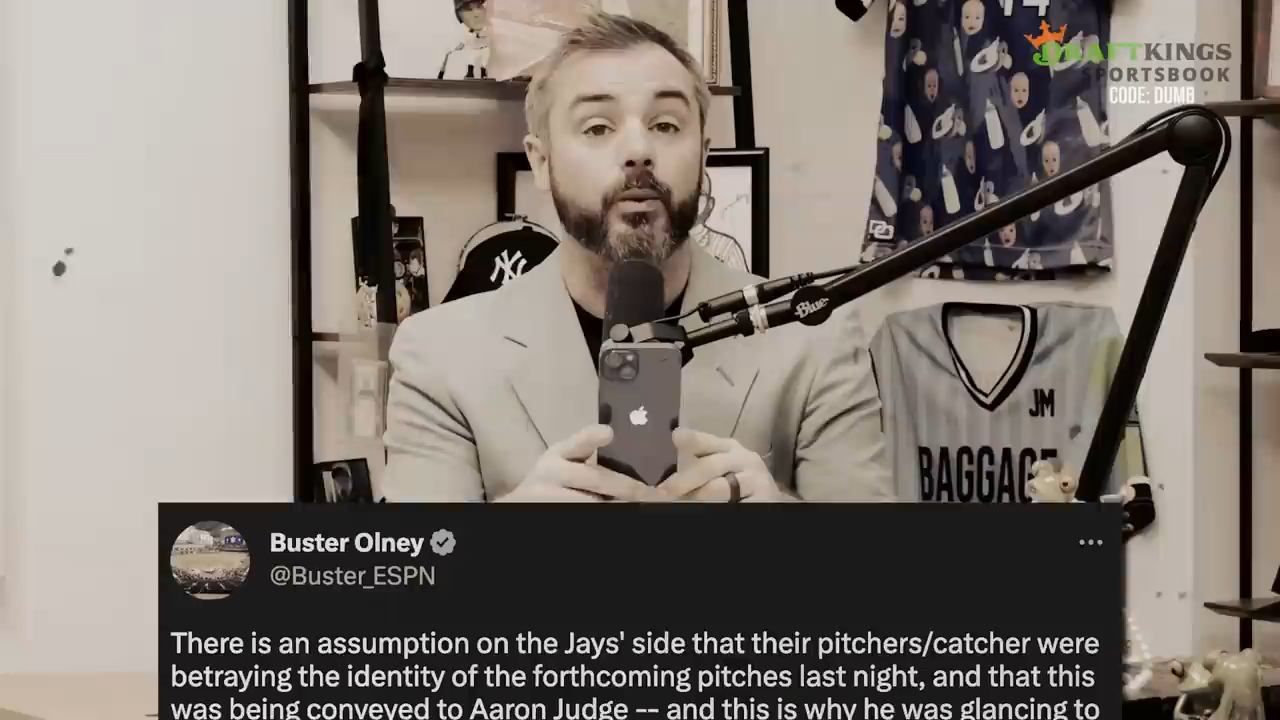 DRAFTKINGS
SPORTSBOOK
CODE: DUMB
NY
Blue
JM
BAGGAGE
Buster Olney
@Buster_ESPN
There is an assumption on the Jays' side that their pitchers/catcher were
betraying the identity of the forthcoming pitches last night, and that this
was being conveyed to Aaron Judge -- and this is why he was glancing to